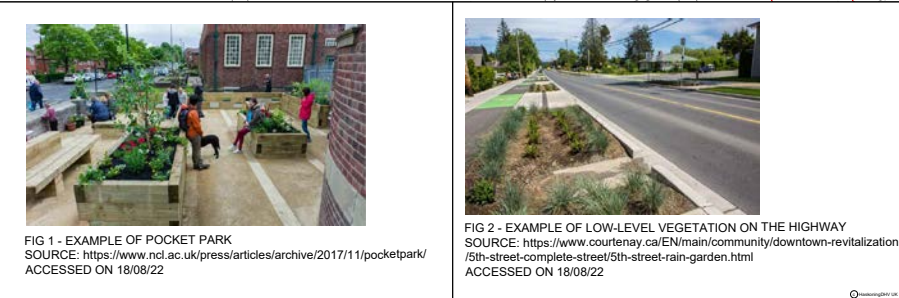 FIG 1 - EXAMPLE OF POCKET PARK
SOURCE: https://www.ncl.ac.uk/press/articles/archive/2017/11/pocketpark/
ACCESSED ON 18/08/22
FIG 2 - EXAMPLE OF LOW-LEVEL VEGETATION ON THE HIGHWAY
SOURCE: https://www.courtenay.ca/EN/main/community/downtown-revitalization
/5th-street-complete-street/5th-street-rain-garden.html
ACCESSED ON 18/08/22
© HaskoningDHV UK